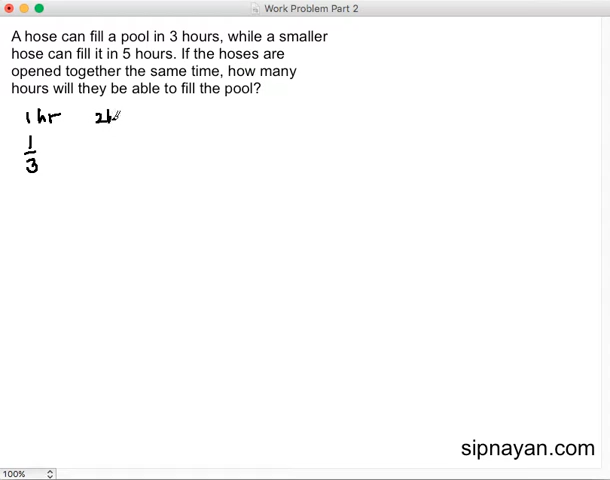 Work Problem Part 2
A hose can fill a pool in 3 hours, while a smaller
hose can fill it in 5 hours. If the hoses are
opened together the same time, how many
hours will they be able to fill the pool?
1 hr 2
1
3
sipnayan.com
100%